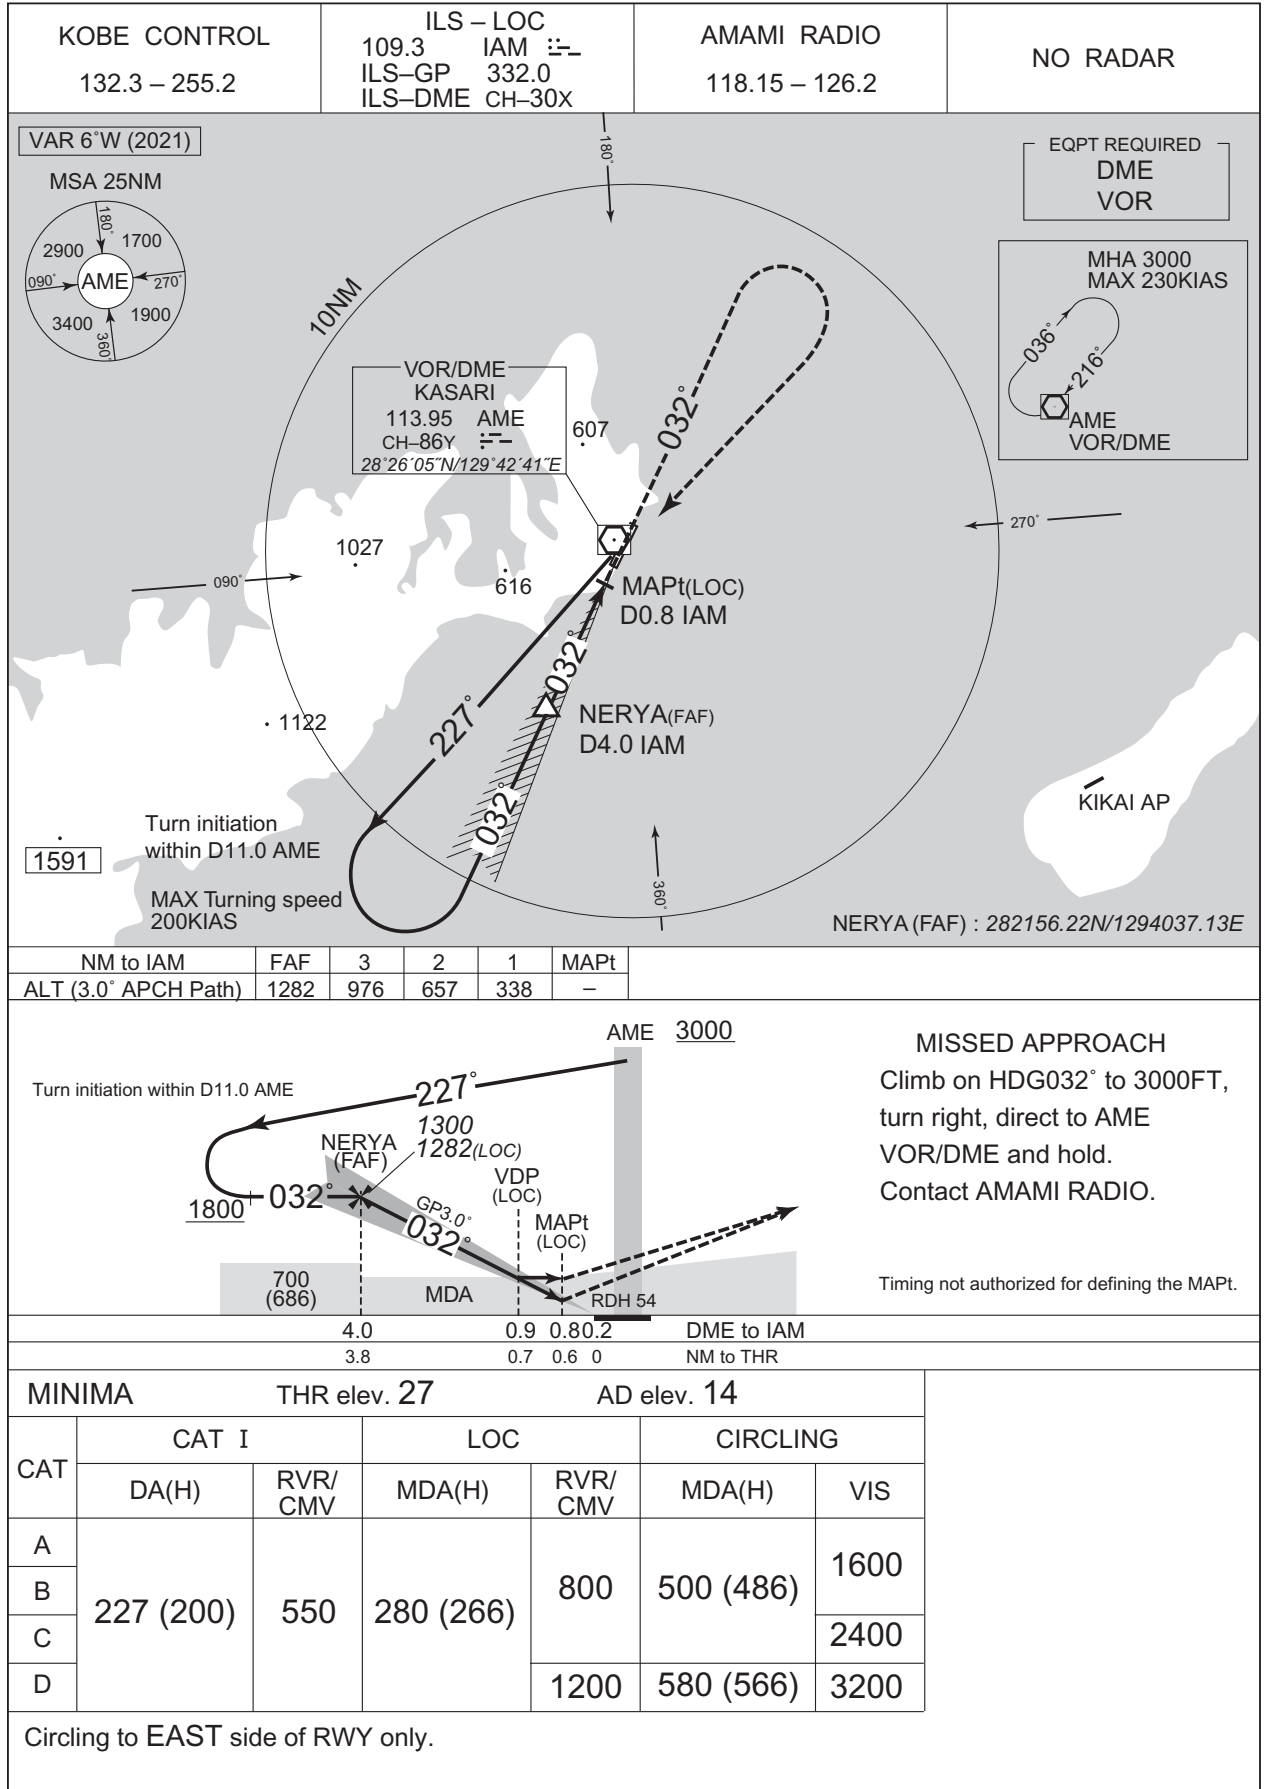 KOBE CONTROL
132.3 – 255.2
ILS – LOC
109.3 IAM
ILS–GP 332.0
ILS–DME CH–30X
AMAMI RADIO
118.15 – 126.2
NO RADAR
VAR 6°W (2021)
MSA 25NM
180°
2900
1700
090°
AME
270°
3400
1900
360°
180°
EQPT REQUIRED
DME
VOR
MHA 3000
MAX 230KIAS
036°
216°
AME
VOR/DME
10NM
VOR/DME
KASARI
113.95 AME
CH–86Y
28°26´05˝N/129°42´41˝E
607
032°
270°
1027
616
090°
MAPt(LOC)
D0.8 IAM
032°
NERYA(FAF)
D4.0 IAM
227°
1122
032°
KIKAI AP
Turn initiation
within D11.0 AME
1591
MAX Turning speed
200KIAS
360°
NERYA (FAF) : 282156.22N/1294037.13E
NM to IAM FAF 3 2 1 MAPt
ALT (3.0° APCH Path) 1282 976 657 338 –
AME 3000
Turn initiation within D11.0 AME
227°
1300
1282(LOC)
NERYA
(FAF)
VDP
(LOC)
1800
032°
GP3.0°
032°
MAPt
(LOC)
700
(686)
MDA
RDH 54
MISSED APPROACH
Climb on HDG032° to 3000FT,
turn right, direct to AME
VOR/DME and hold.
Contact AMAMI RADIO.
Timing not authorized for defining the MAPt.
4.0 0.9 0.8 0.2 DME to IAM
3.8 0.7 0.6 0 NM to THR
MINIMA THR elev. 27 AD elev. 14
CAT CAT I LOC CIRCLING
DA(H) RVR/CMV MDA(H) RVR/CMV MDA(H) VIS
A
B
C
D
227 (200) 550 280 (266) 800 500 (486) 1600
2400
1200 580 (566) 3200
Circling to EAST side of RWY only.